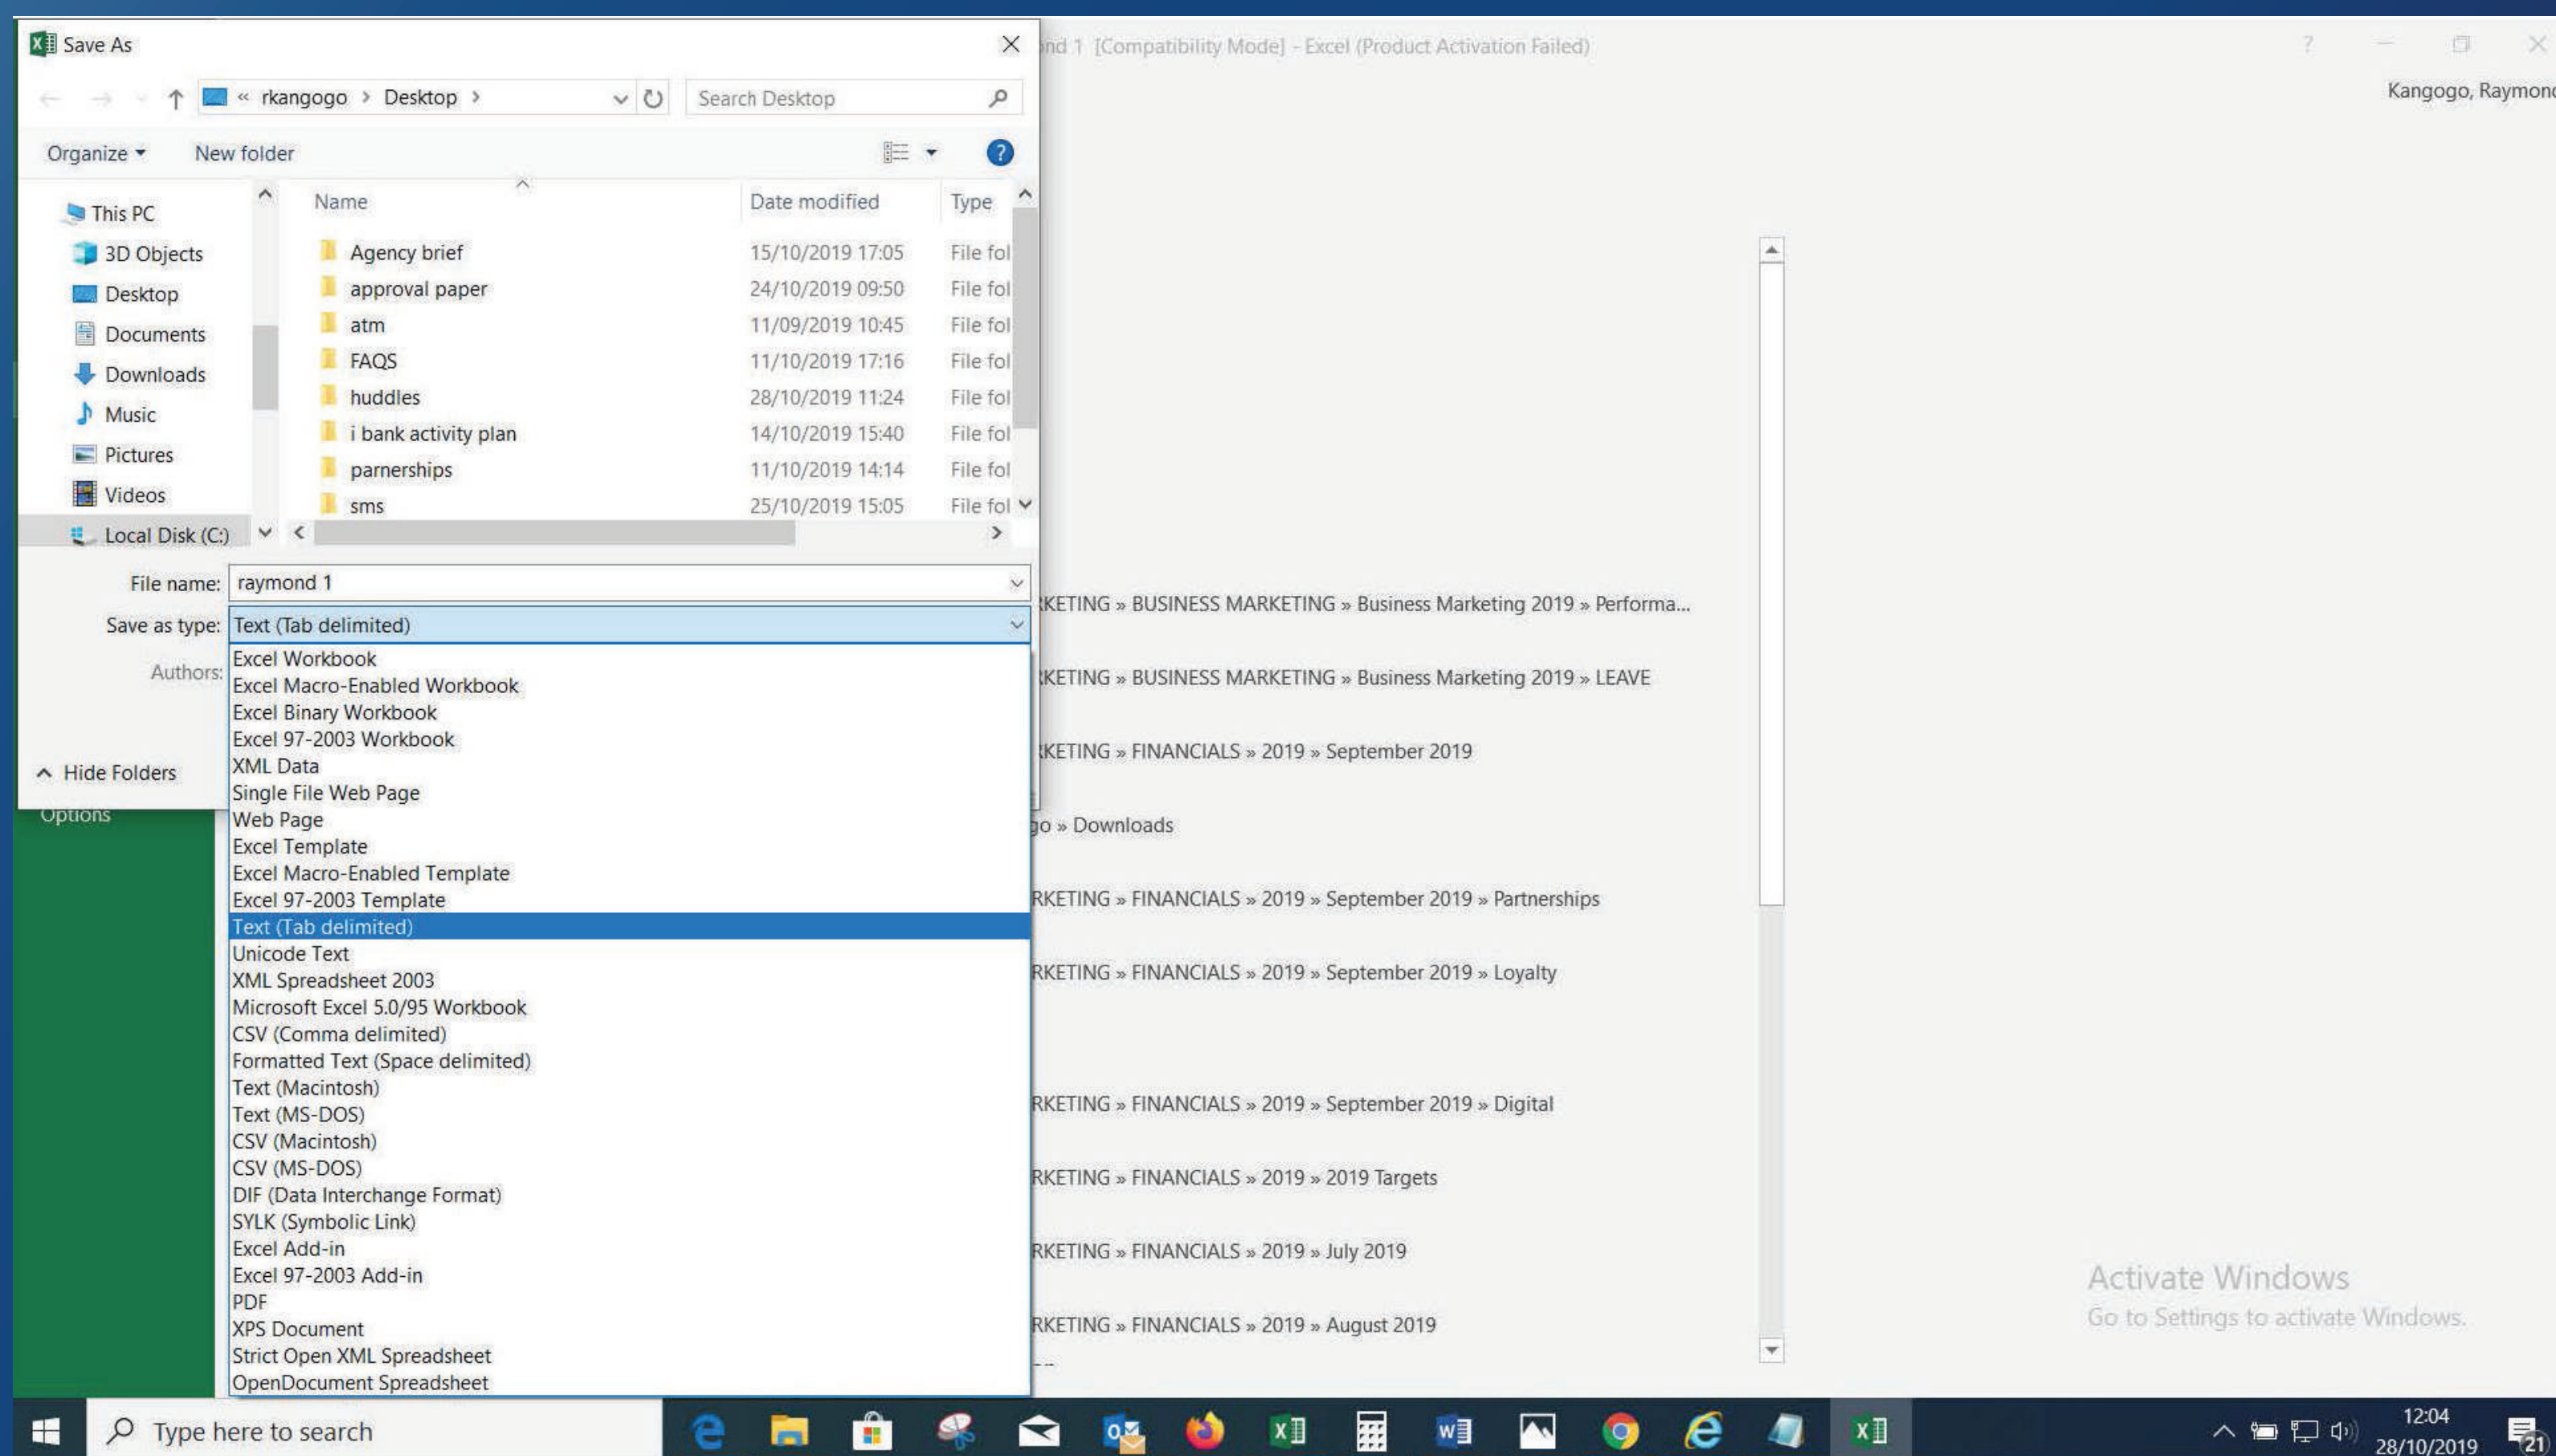 Save As
nd 1 [Compatibility Mode] - Excel (Product Activation Failed)
Kangogo, Raymond
« rkangogo > Desktop >
Search Desktop
Organize
New folder
This PC
3D Objects
Desktop
Documents
Downloads
Music
Pictures
Videos
Local Disk (C:)
Name Date modified Type
Agency brief 15/10/2019 17:05 File fol
approval paper 24/10/2019 09:50 File fol
atm 11/09/2019 10:45 File fol
FAQS 11/10/2019 17:16 File fol
huddles 28/10/2019 11:24 File fol
i bank activity plan 14/10/2019 15:40 File fol
parnerships 11/10/2019 14:14 File fol
sms 25/10/2019 15:05 File fol
File name: raymond 1
Save as type: Text (Tab delimited)
Authors:
Hide Folders
Options
Excel Workbook
Excel Macro-Enabled Workbook
Excel Binary Workbook
Excel 97-2003 Workbook
XML Data
Single File Web Page
Web Page
Excel Template
Excel Macro-Enabled Template
Excel 97-2003 Template
Text (Tab delimited)
Unicode Text
XML Spreadsheet 2003
Microsoft Excel 5.0/95 Workbook
CSV (Comma delimited)
Formatted Text (Space delimited)
Text (Macintosh)
Text (MS-DOS)
CSV (Macintosh)
CSV (MS-DOS)
DIF (Data Interchange Format)
SYLK (Symbolic Link)
Excel Add-in
Excel 97-2003 Add-in
PDF
XPS Document
Strict Open XML Spreadsheet
OpenDocument Spreadsheet
KETING » BUSINESS MARKETING » Business Marketing 2019 » Performa...
KETING » BUSINESS MARKETING » Business Marketing 2019 » LEAVE
KETING » FINANCIALS » 2019 » September 2019
go » Downloads
RKETING » FINANCIALS » 2019 » September 2019 » Partnerships
RKETING » FINANCIALS » 2019 » September 2019 » Loyalty
RKETING » FINANCIALS » 2019 » September 2019 » Digital
RKETING » FINANCIALS » 2019 » 2019 Targets
RKETING » FINANCIALS » 2019 » July 2019
RKETING » FINANCIALS » 2019 » August 2019
Activate Windows
Go to Settings to activate Windows.
Type here to search
12:04
28/10/2019
21